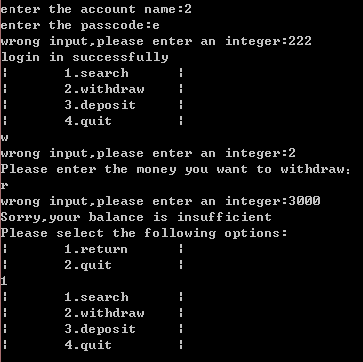 enter the account name:2
enter the passcode:e
wrong input,please enter an integer:222
login in successfully
¦ 1.search ¦
¦ 2.withdraw ¦
¦ 3.deposit ¦
¦ 4.quit ¦
w
wrong input,please enter an integer:2
Please enter the money you want to withdraw;
r
wrong input,please enter an integer:3000
Sorry,your balance is insufficient
Please select the following options:
¦ 1.return ¦
¦ 2.quit ¦
1
¦ 1.search ¦
¦ 2.withdraw ¦
¦ 3.deposit ¦
¦ 4.quit ¦